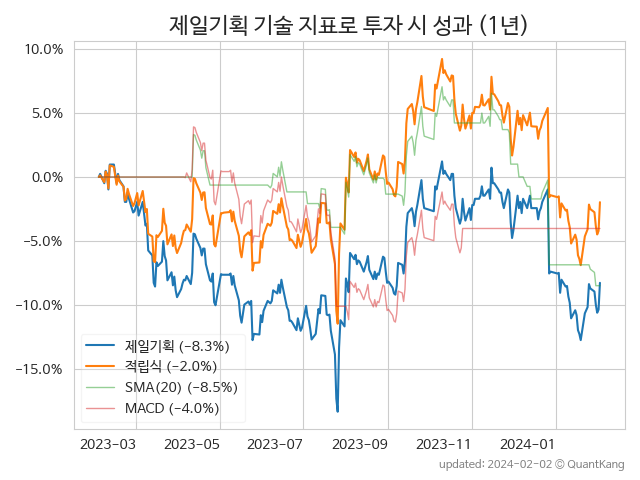 제일기획 기술 지표로 투자 시 성과 (1년)
10.0%
5.0%
0.0%
−5.0%
−10.0%
−15.0%
제일기획 (−8.3%)
적립식 (−2.0%)
SMA(20) (−8.5%)
MACD (−4.0%)
2023-03 2023-05 2023-07 2023-09 2023-11 2024-01
updated: 2024-02-02 © QuantKang